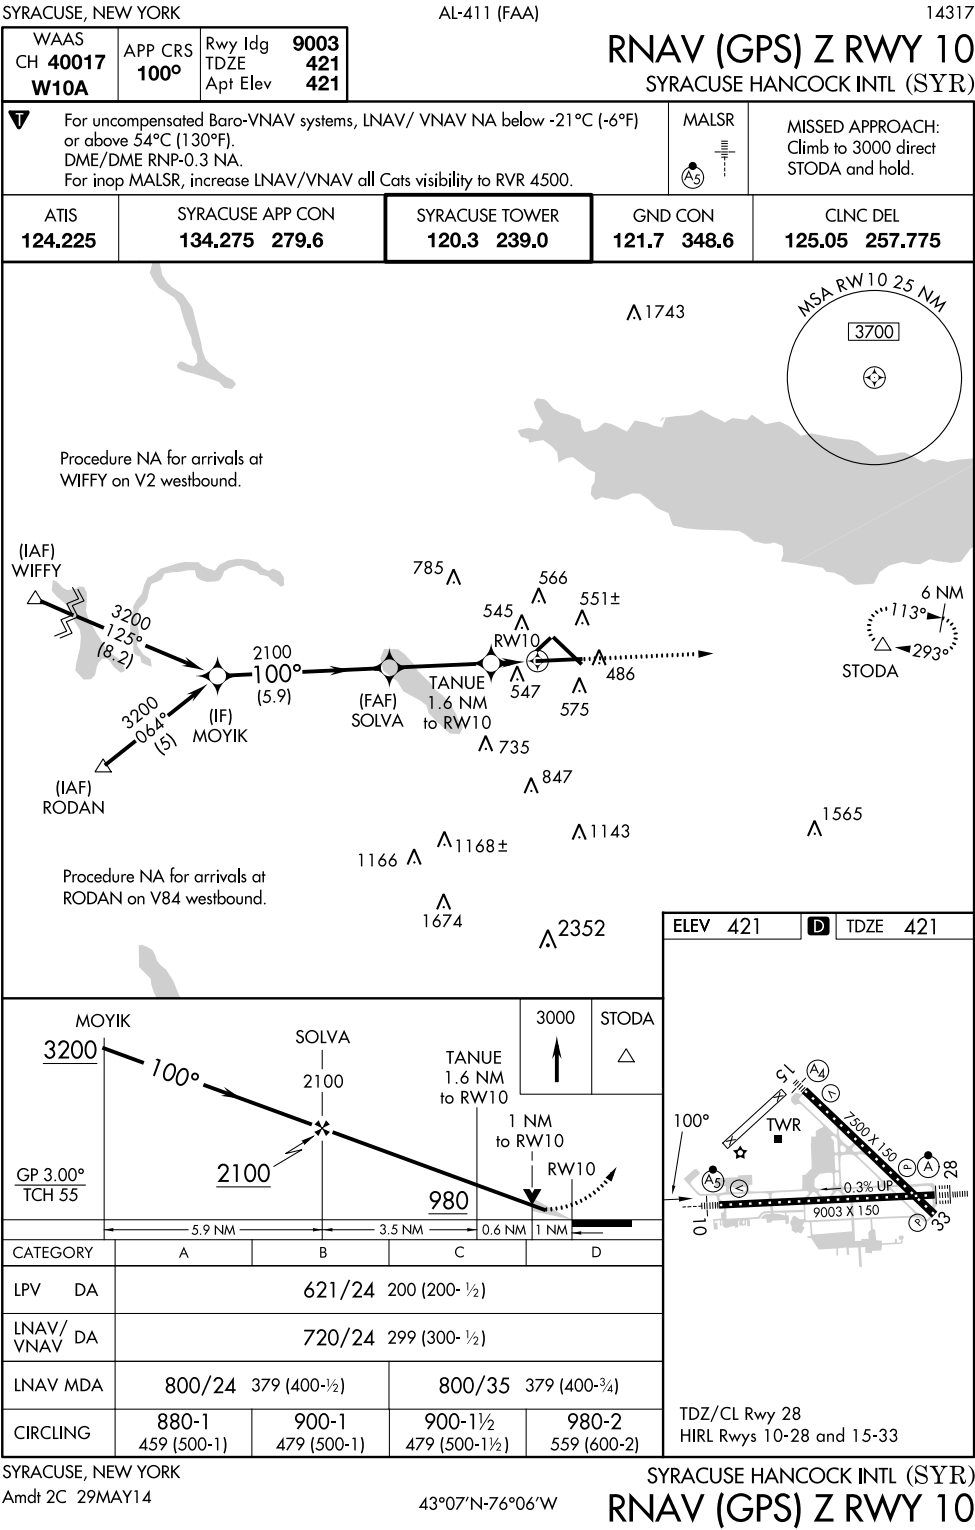 SYRACUSE, NEW YORK
AL-411 (FAA)
14317
WAAS
CH 40017
W10A
APP CRS
100°
Rwy ldg 9003
TDZE 421
Apt Elev 421
RNAV (GPS) Z RWY 10
SYRACUSE HANCOCK INTL (SYR)
T
For uncompensated Baro-VNAV systems, LNAV/ VNAV NA below -21°C (-6°F)
or above 54°C (130°F).
DME/DME RNP-0.3 NA.
For inop MALSR, increase LNAV/VNAV all Cats visibility to RVR 4500.
MALSR
A5
MISSED APPROACH:
Climb to 3000 direct
STODA and hold.
ATIS
124.225
SYRACUSE APP CON
134.275 279.6
SYRACUSE TOWER
120.3 239.0
GND CON
121.7 348.6
CLNC DEL
125.05 257.775
1743
MSA RW10 25 NM
3700
Procedure NA for arrivals at
WIFFY on V2 westbound.
(IAF)
WIFFY
3200
125°
(8.2)
785
566
545
551±
RW10
6 NM
113°
293°
STODA
2100
100°
(5.9)
(FAF)
SOLVA
TANUE
1.6 NM
to RW10
547
486
575
3200
064°
(5)
(IF)
MOYIK
(IAF)
RODAN
735
847
1565
1143
1168±
1166
1674
2352
Procedure NA for arrivals at
RODAN on V84 westbound.
ELEV 421
D
TDZE 421
MOYIK
3200
100°
SOLVA
2100
2100
TANUE
1.6 NM
to RW10
1 NM
to RW10
RW10
3000
STODA
GP 3.00°
TCH 55
980
5.9 NM
3.5 NM
0.6 NM
1 NM
15
A4
V
7500 X 150
TWR
100°
A5
V
P
A
28
0.3% UP
9003 X 150
10
P
33
CATEGORY A B C D
LPV DA 621/24 200 (200-½)
LNAV/
VNAV DA 720/24 299 (300-½)
LNAV MDA 800/24 379 (400-½) 800/35 379 (400-¾)
CIRCLING
880-1
459 (500-1)
900-1
479 (500-1)
900-1½
479 (500-1½)
980-2
559 (600-2)
TDZ/CL Rwy 28
HIRL Rwys 10-28 and 15-33
SYRACUSE, NEW YORK
Amdt 2C 29MAY14
43°07'N-76°06'W
SYRACUSE HANCOCK INTL (SYR)
RNAV (GPS) Z RWY 10